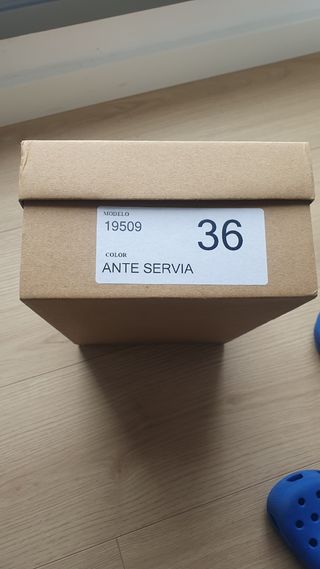 MODELO
19509
36
COLOR
ANTE SERVIA